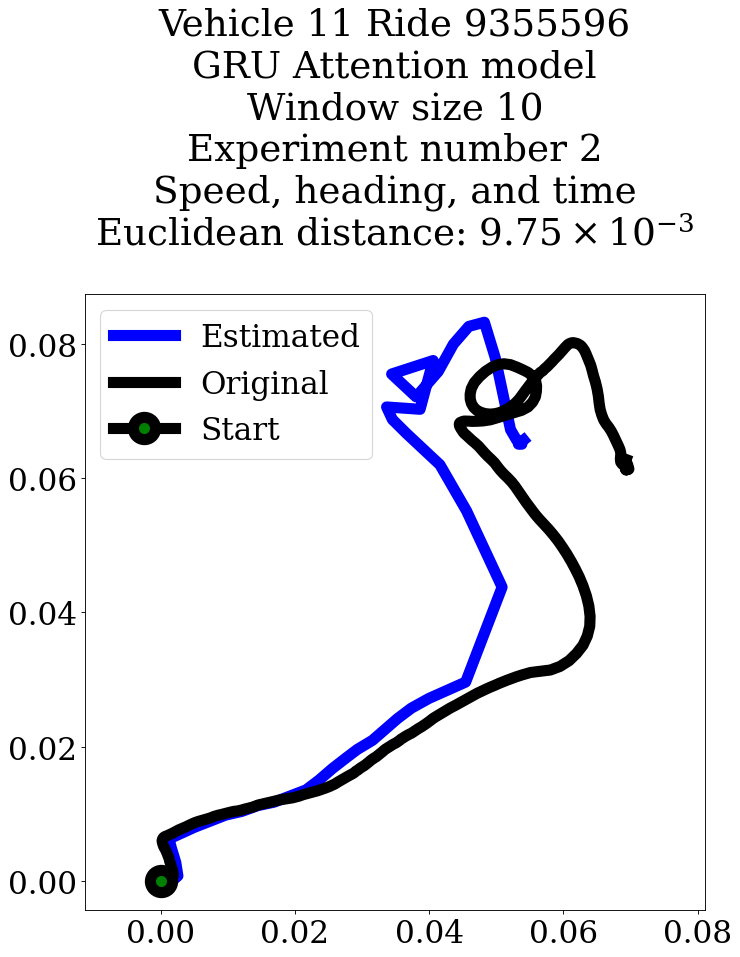 Vehicle 11 Ride 9355596
GRU Attention model
Window size 10
Experiment number 2
Speed, heading, and time
Euclidean distance: 9.75 × 10⁻³
Estimated
Original
Start
0.08
0.06
0.04
0.02
0.00
0.00 0.02 0.04 0.06 0.08